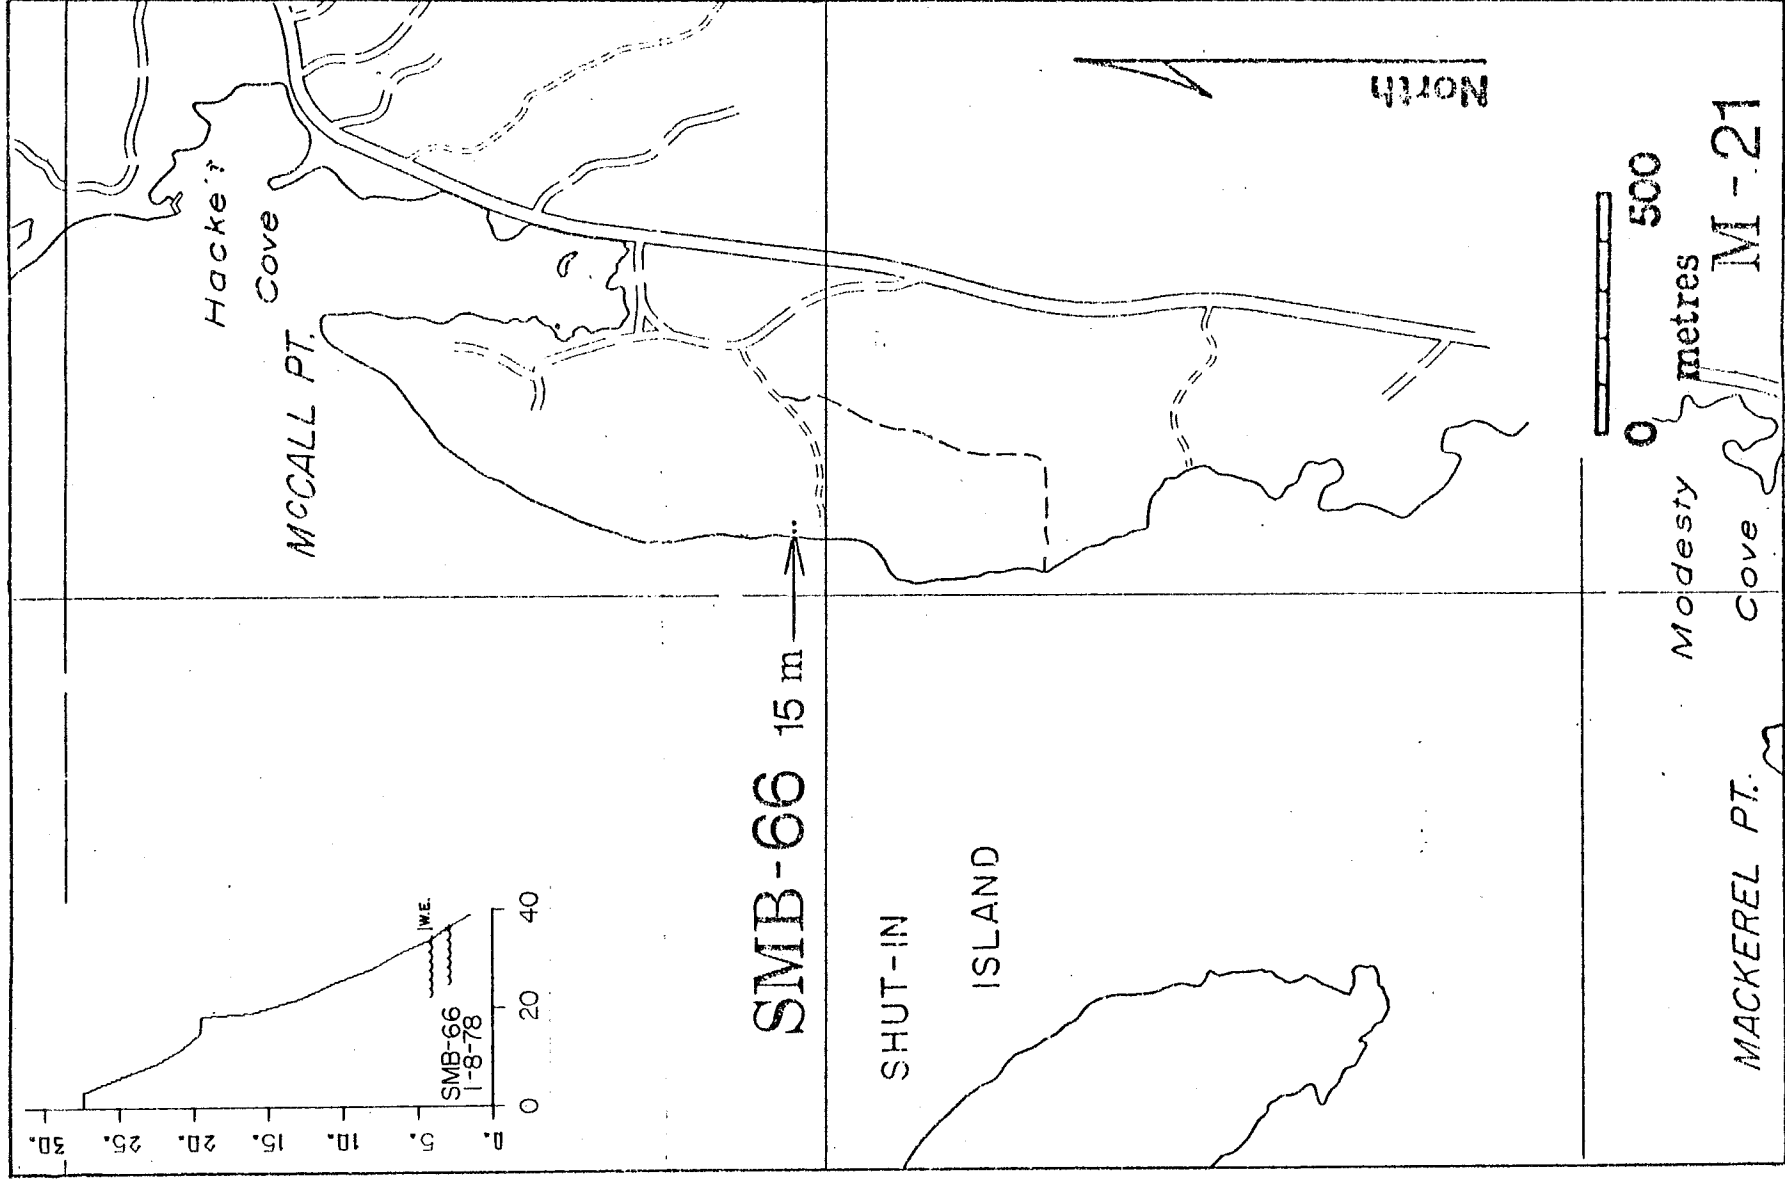 Hacke'r
Cove
McCALL PT.
North
SMB-66 15 m
SHUT-IN
ISLAND
0 500
metres
M-21
Modesty
Cove
MACKEREL PT.
30.
25.
20.
15.
10.
5.
0.
0 20 40
W.E.
SMB-66
1-8-78